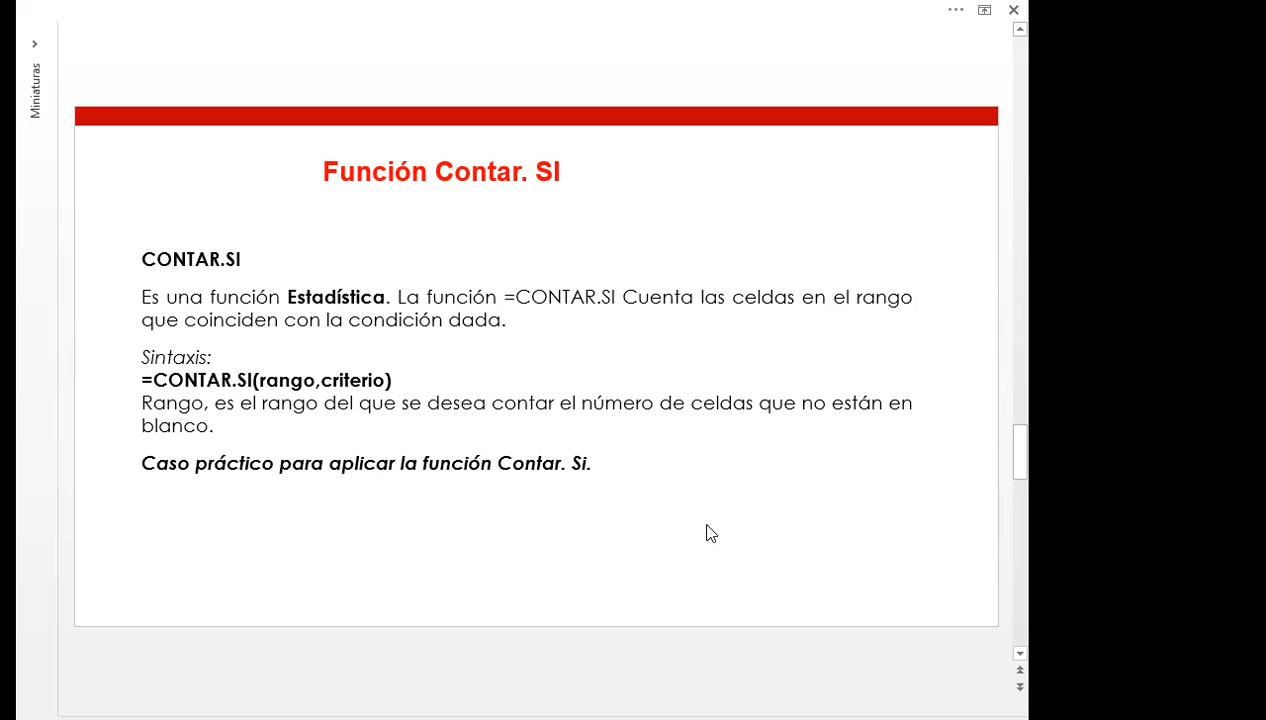 Miniaturas
Función Contar. SI
CONTAR.SI
Es una función Estadística. La función =CONTAR.SI Cuenta las celdas en el rango
que coinciden con la condición dada.
Sintaxis:
=CONTAR.SI(rango,criterio)
Rango, es el rango del que se desea contar el número de celdas que no están en
blanco.
Caso práctico para aplicar la función Contar. Si.